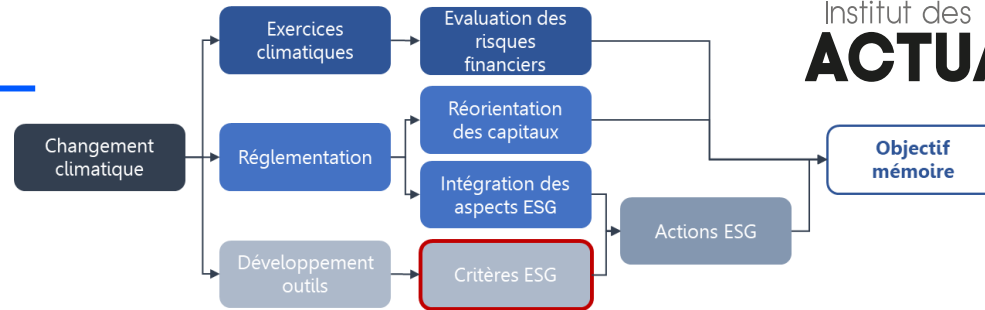 Institut des
ACTUA
Exercices
climatiques
Evaluation des
risques
financiers
Changement
climatique
Réglementation
Réorientation
des capitaux
Intégration des
aspects ESG
Actions ESG
Objectif
mémoire
Développement
outils
Critères ESG